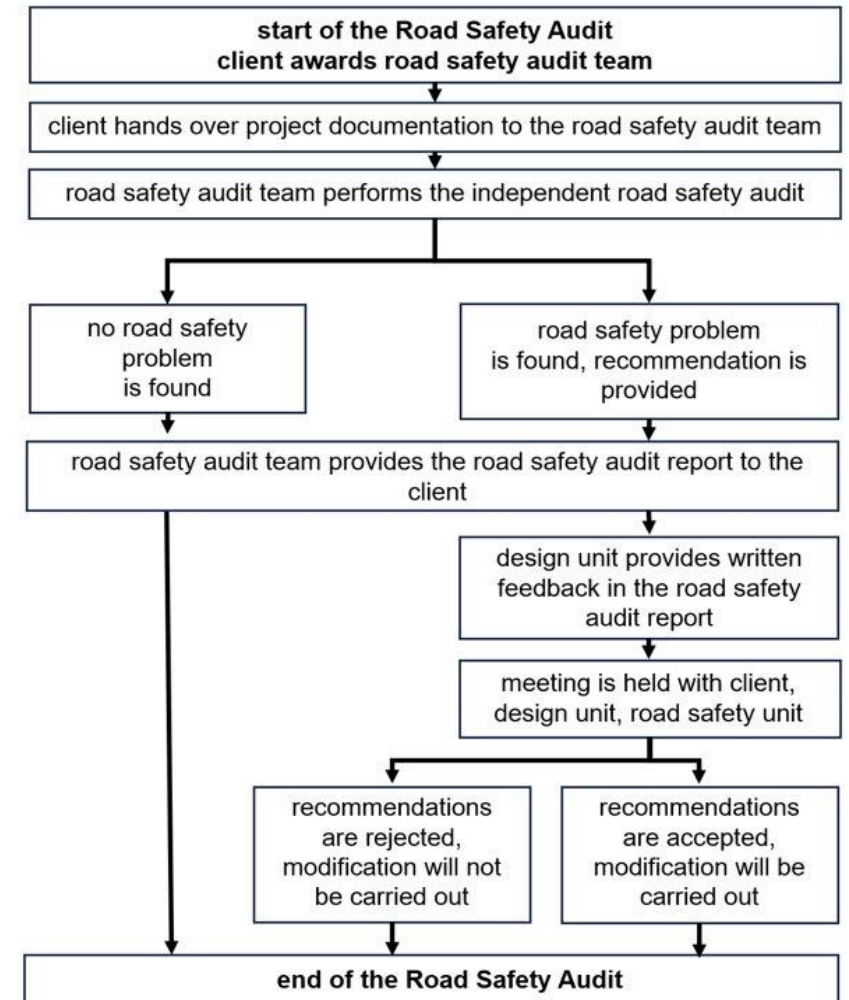 start of the Road Safety Audit
client awards road safety audit team
client hands over project documentation to the road safety audit team
road safety audit team performs the independent road safety audit
no road safety
problem
is found
road safety problem
is found, recommendation is
provided
road safety audit team provides the road safety audit report to the
client
design unit provides written
feedback in the road safety
audit report
meeting is held with client,
design unit, road safety unit
recommendations
are rejected,
modification will not
be carried out
recommendations
are accepted,
modification will be
carried out
end of the Road Safety Audit